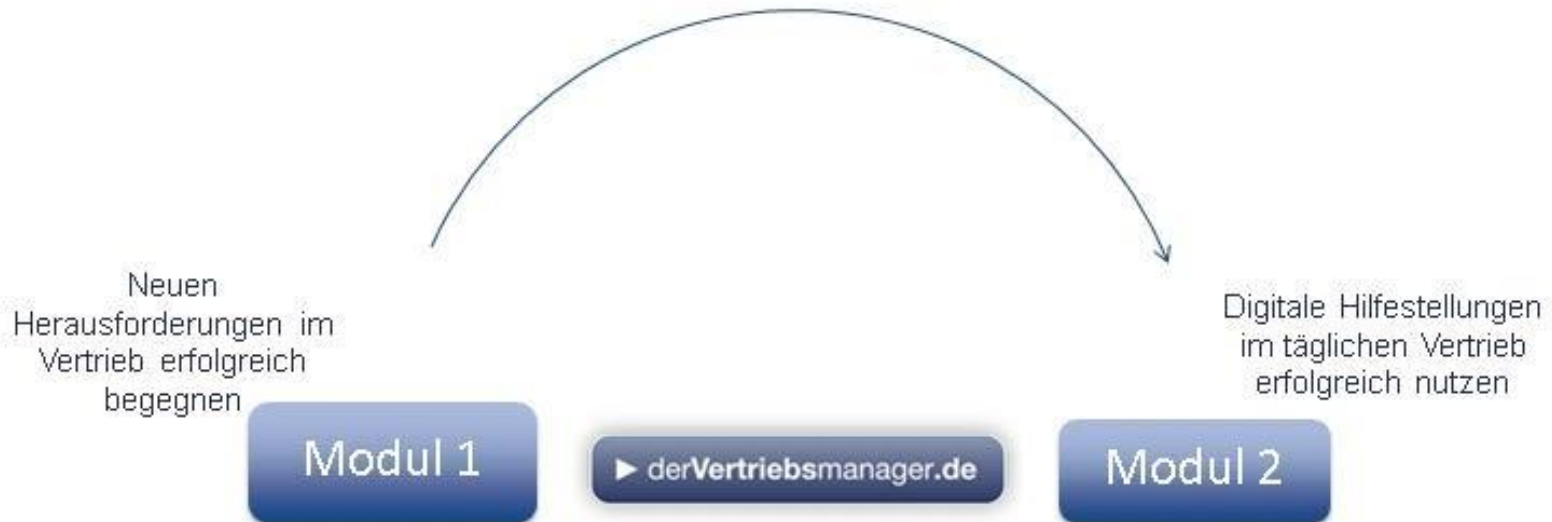 Neuen
Herausforderungen im
Vertrieb erfolgreich
begegnen
Modul 1
derVertriebsmanager.de
Digitale Hilfestellungen
im täglichen Vertrieb
erfolgreich nutzen
Modul 2